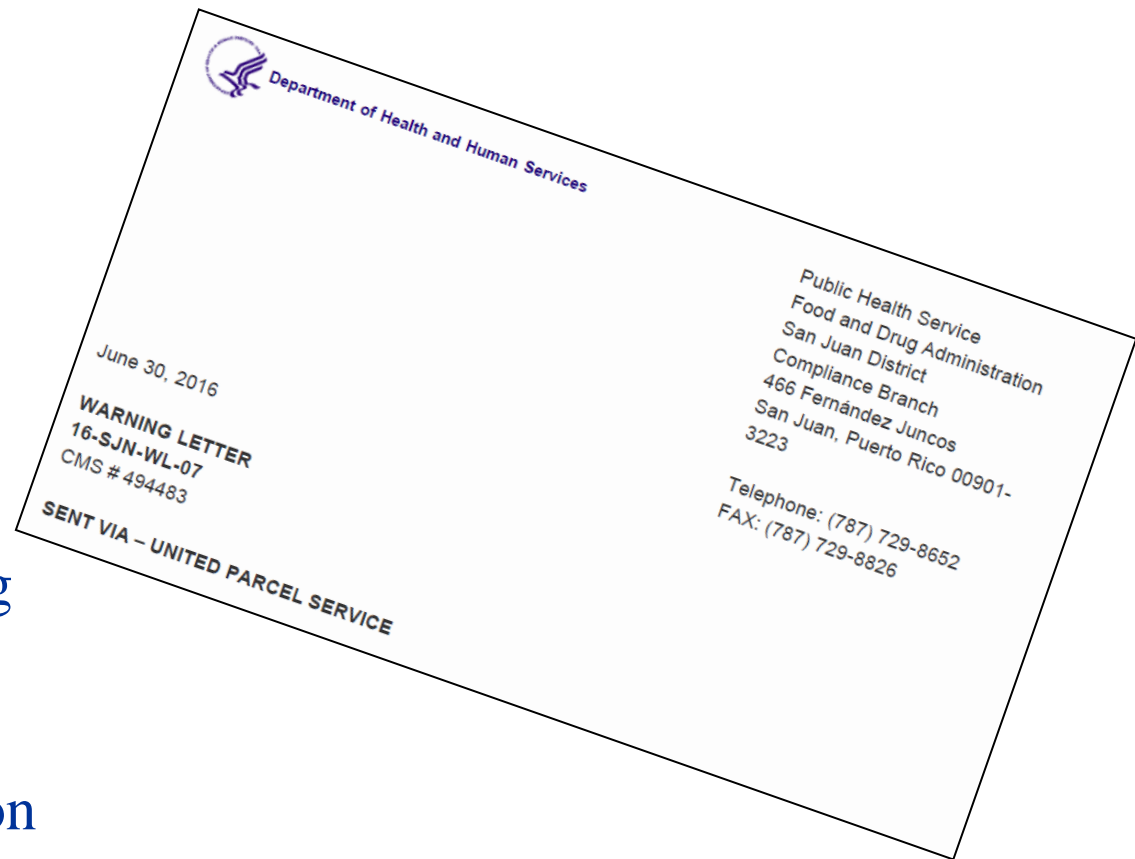 Department of Health and Human Services
Public Health Service
Food and Drug Administration
San Juan District
Compliance Branch
466 Fernández Juncos
San Juan, Puerto Rico 00901-
3223
Telephone: (787) 729-8652
FAX: (787) 729-8826
June 30, 2016
WARNING LETTER
16-SJN-WL-07
CMS # 494483
SENT VIA – UNITED PARCEL SERVICE
g
on